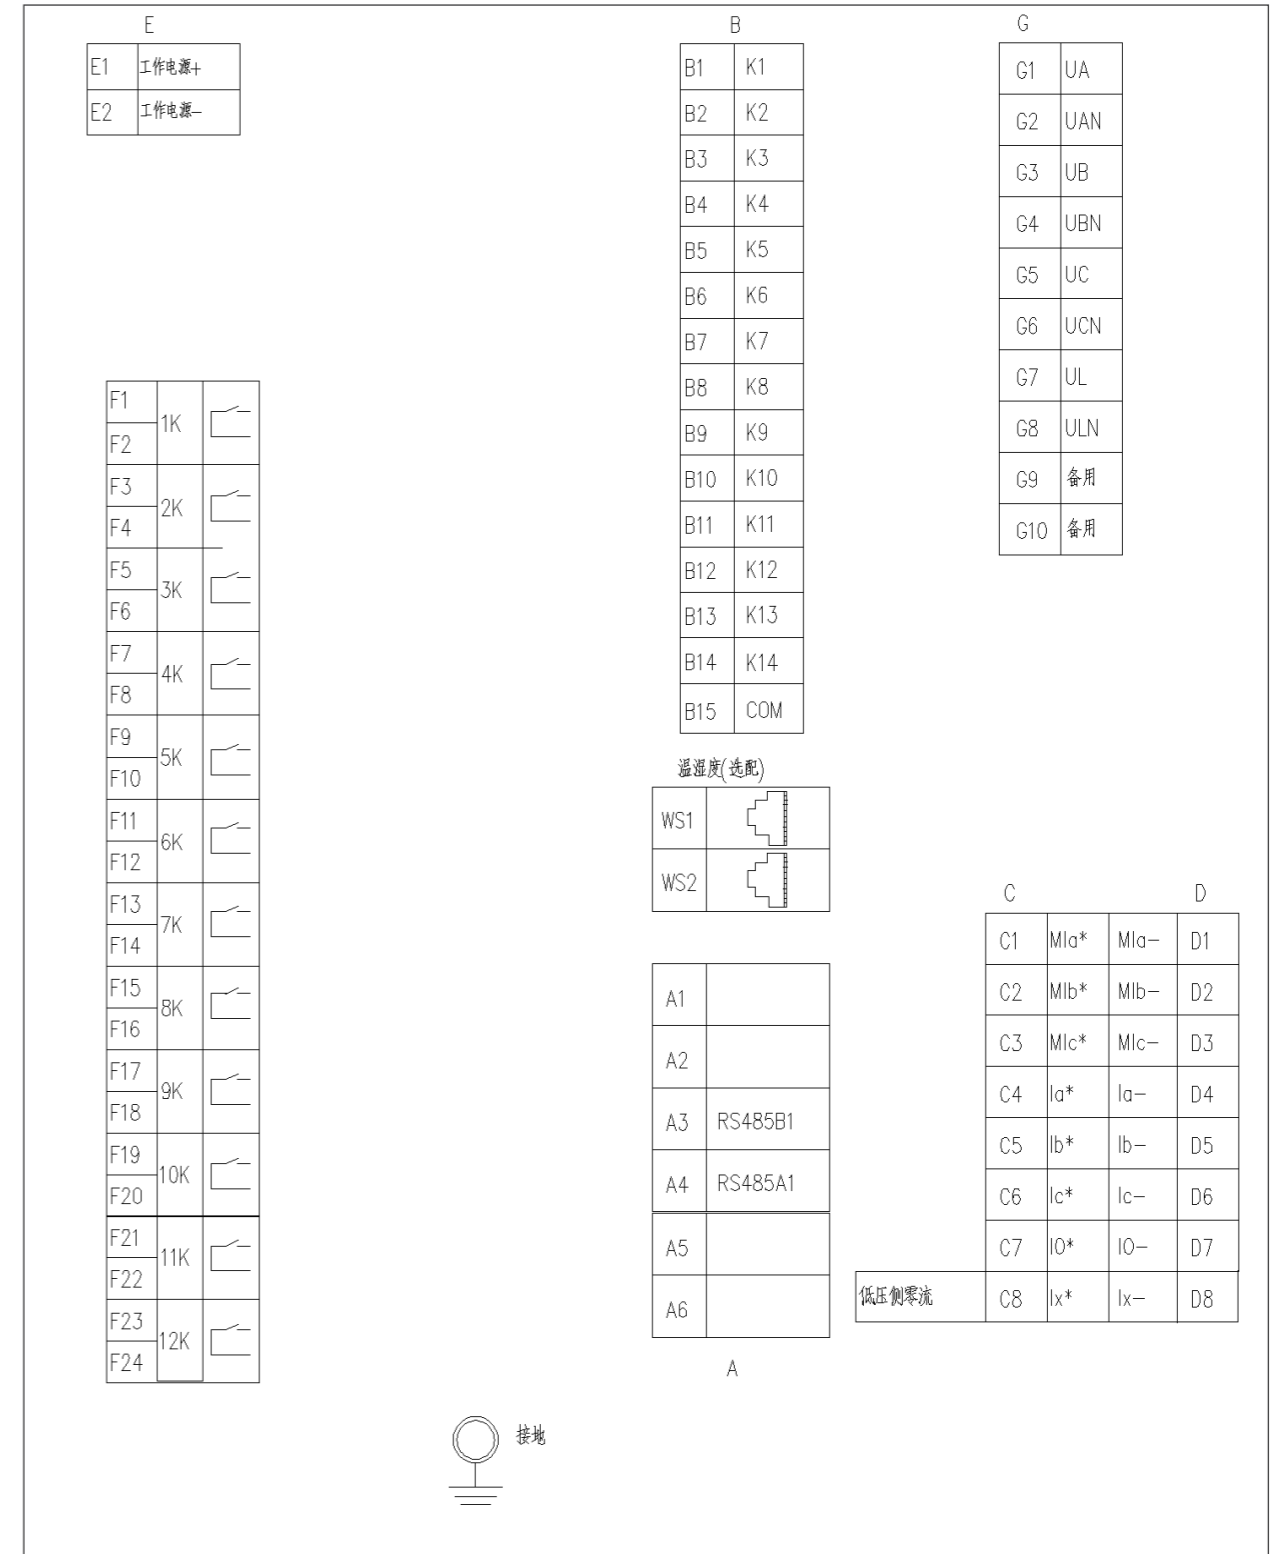 E
E1 工作电源+
E2 工作电源-
F1
1K
F2
F3
2K
F4
F5
3K
F6
F7
4K
F8
F9
5K
F10
F11
6K
F12
F13
7K
F14
F15
8K
F16
F17
9K
F18
F19
10K
F20
F21
11K
F22
F23
12K
F24
接地
B
B1 K1
B2 K2
B3 K3
B4 K4
B5 K5
B6 K6
B7 K7
B8 K8
B9 K9
B10 K10
B11 K11
B12 K12
B13 K13
B14 K14
B15 COM
温湿度(选配)
WS1
WS2
A1
A2
A3 RS485B1
A4 RS485A1
A5
A6
A
G
G1 UA
G2 UAN
G3 UB
G4 UBN
G5 UC
G6 UCN
G7 UL
G8 ULN
G9 备用
G10 备用
C D
C1 MIa* MIa- D1
C2 MIb* MIb- D2
C3 MIc* MIc- D3
C4 Ia* Ia- D4
C5 Ib* Ib- D5
C6 Ic* Ic- D6
C7 I0* I0- D7
低压侧零流 C8 Ix* Ix- D8